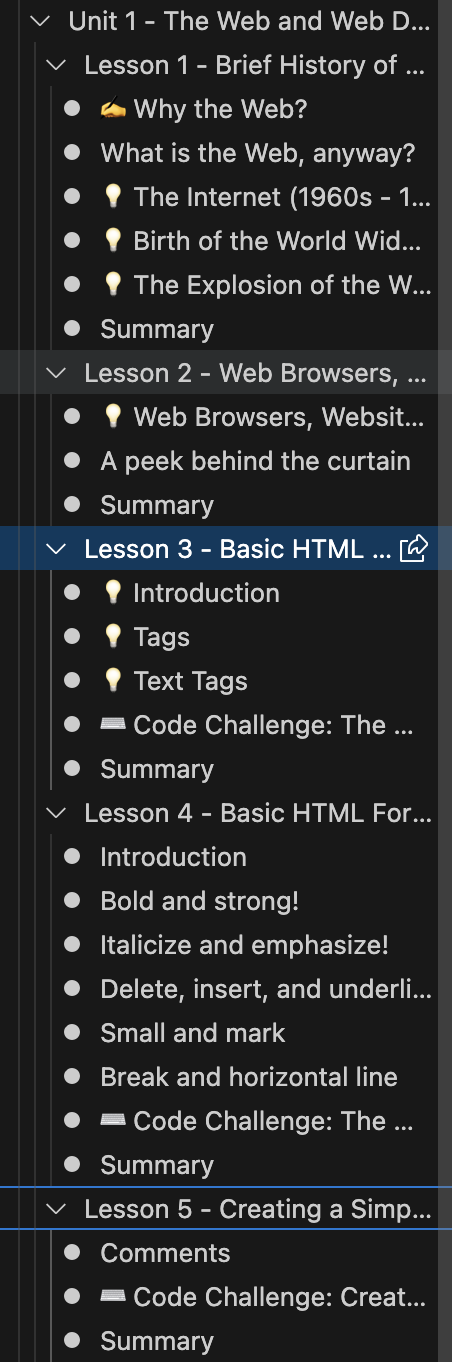 Unit 1 - The Web and Web D...
Lesson 1 - Brief History of ...
✍️ Why the Web?
What is the Web, anyway?
💡 The Internet (1960s - 1...
💡 Birth of the World Wid...
💡 The Explosion of the W...
Summary
Lesson 2 - Web Browsers, ...
💡 Web Browsers, Websit...
A peek behind the curtain
Summary
Lesson 3 - Basic HTML ...
💡 Introduction
💡 Tags
💡 Text Tags
⌨️ Code Challenge: The ...
Summary
Lesson 4 - Basic HTML For...
Introduction
Bold and strong!
Italicize and emphasize!
Delete, insert, and underli...
Small and mark
Break and horizontal line
⌨️ Code Challenge: The ...
Summary
Lesson 5 - Creating a Simp...
Comments
⌨️ Code Challenge: Creat...
Summary